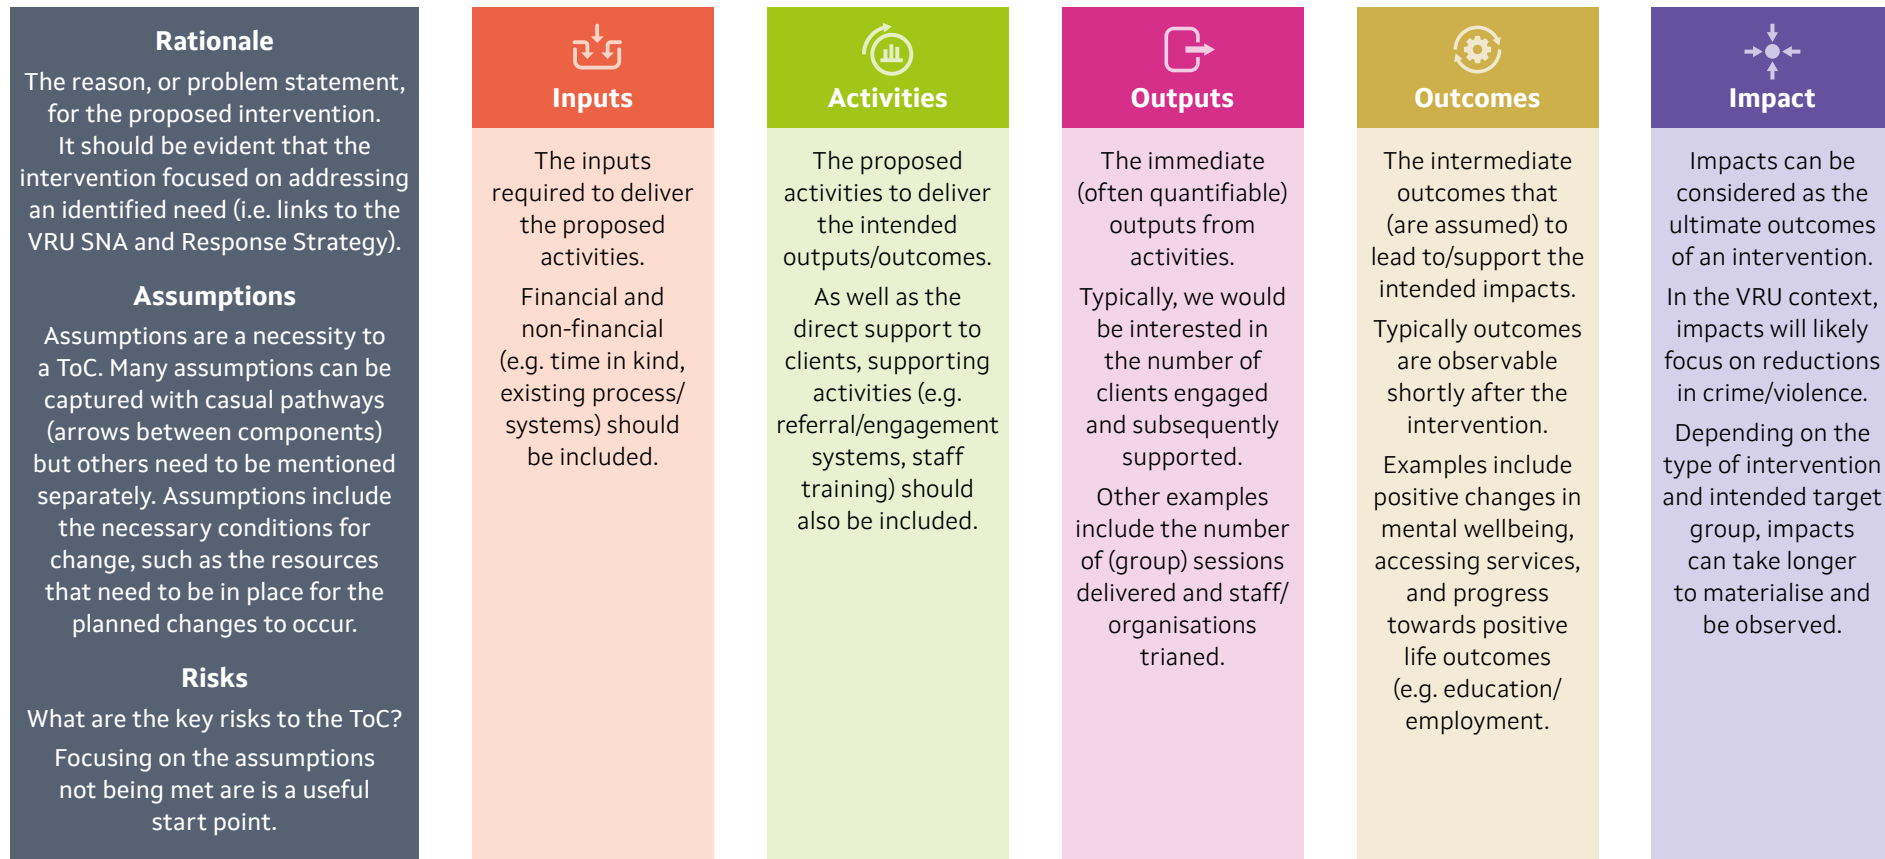 Rationale
The reason, or problem statement,
for the proposed intervention.
It should be evident that the
intervention focused on addressing
an identified need (i.e. links to the
VRU SNA and Response Strategy).
Assumptions
Assumptions are a necessity to
a ToC. Many assumptions can be
captured with casual pathways
(arrows between components)
but others need to be mentioned
separately. Assumptions include
the necessary conditions for
change, such as the resources
that need to be in place for the
planned changes to occur.
Risks
What are the key risks to the ToC?
Focusing on the assumptions
not being met are is a useful
start point.
Inputs
The inputs
required to deliver
the proposed
activities.
Financial and
non-financial
(e.g. time in kind,
existing process/
systems) should
be included.
Activities
The proposed
activities to deliver
the intended
outputs/outcomes.
As well as the
direct support to
clients, supporting
activities (e.g.
referral/engagement
systems, staff
training) should
also be included.
Outputs
The immediate
(often quantifiable)
outputs from
activities.
Typically, we would
be interested in
the number of
clients engaged
and subsequently
supported.
Other examples
include the number
of (group) sessions
delivered and staff/
organisations
trianed.
Outcomes
The intermediate
outcomes that
(are assumed) to
lead to/support the
intended impacts.
Typically outcomes
are observable
shortly after the
intervention.
Examples include
positive changes in
mental wellbeing,
accessing services,
and progress
towards positive
life outcomes
(e.g. education/
employment.
Impact
Impacts can be
considered as the
ultimate outcomes
of an intervention.
In the VRU context,
impacts will likely
focus on reductions
in crime/violence.
Depending on the
type of intervention
and intended target
group, impacts
can take longer
to materialise and
be observed.